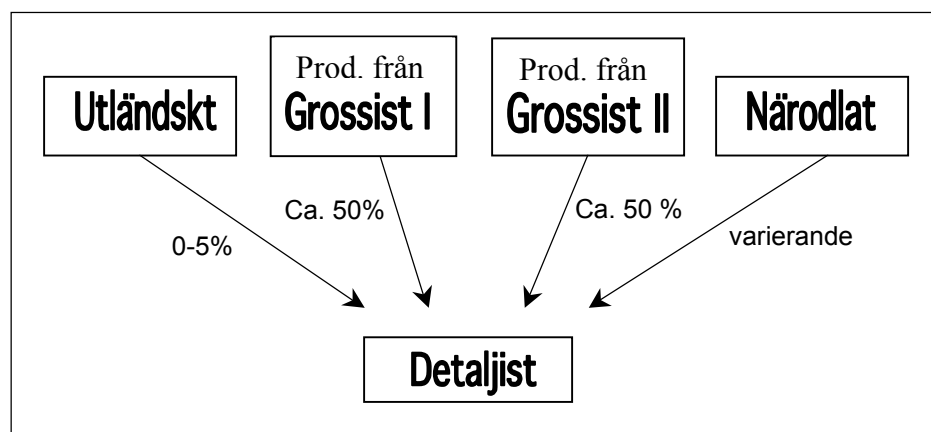 Utländskt
Prod. från
Grossist I
Prod. från
Grossist II
Närodlat
0-5%
Ca. 50%
Ca. 50 %
varierande
Detaljist